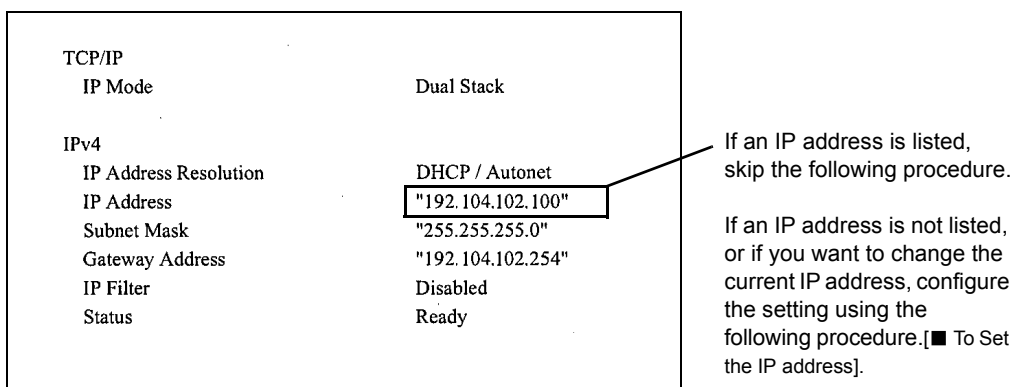 TCP/IP
IP Mode Dual Stack
IPv4
IP Address Resolution DHCP / Autonet
IP Address "192.104.102.100"
Subnet Mask "255.255.255.0"
Gateway Address "192.104.102.254"
IP Filter Disabled
Status Ready
If an IP address is listed,
skip the following procedure.
If an IP address is not listed,
or if you want to change the
current IP address, configure
the setting using the
following procedure.[■ To Set
the IP address].